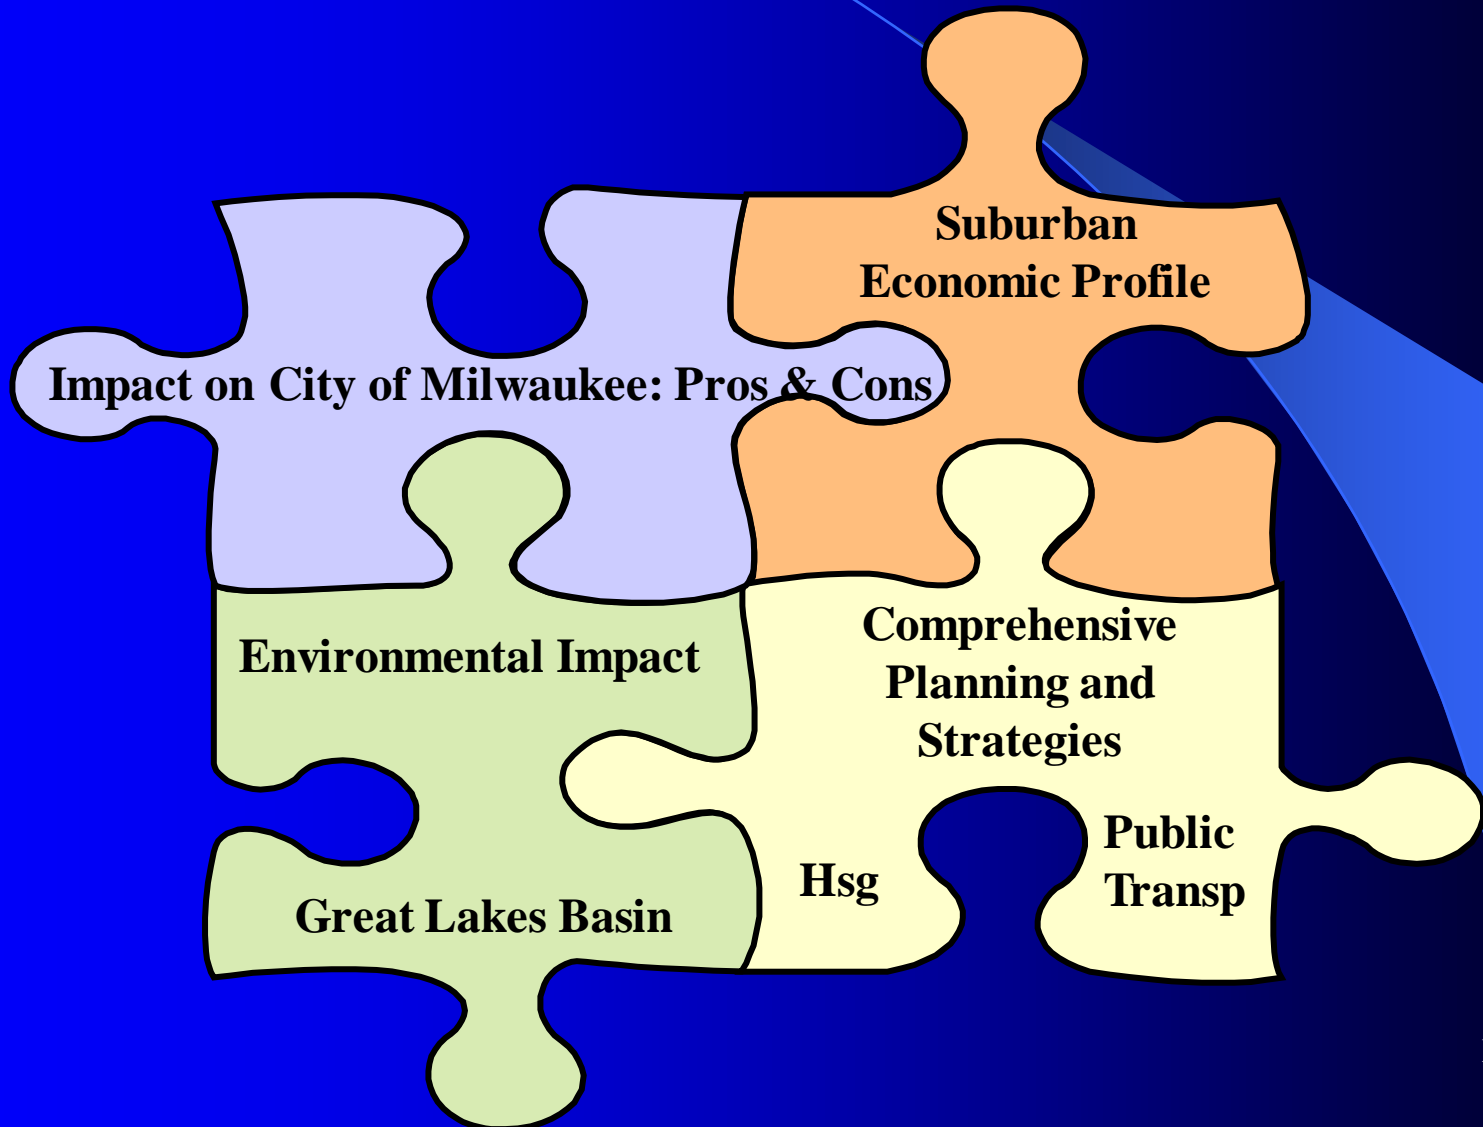 Suburban
Economic Profile
Impact on City of Milwaukee: Pros & Cons
Environmental Impact
Great Lakes Basin
Comprehensive
Planning and
Strategies
Hsg
Public
Transp